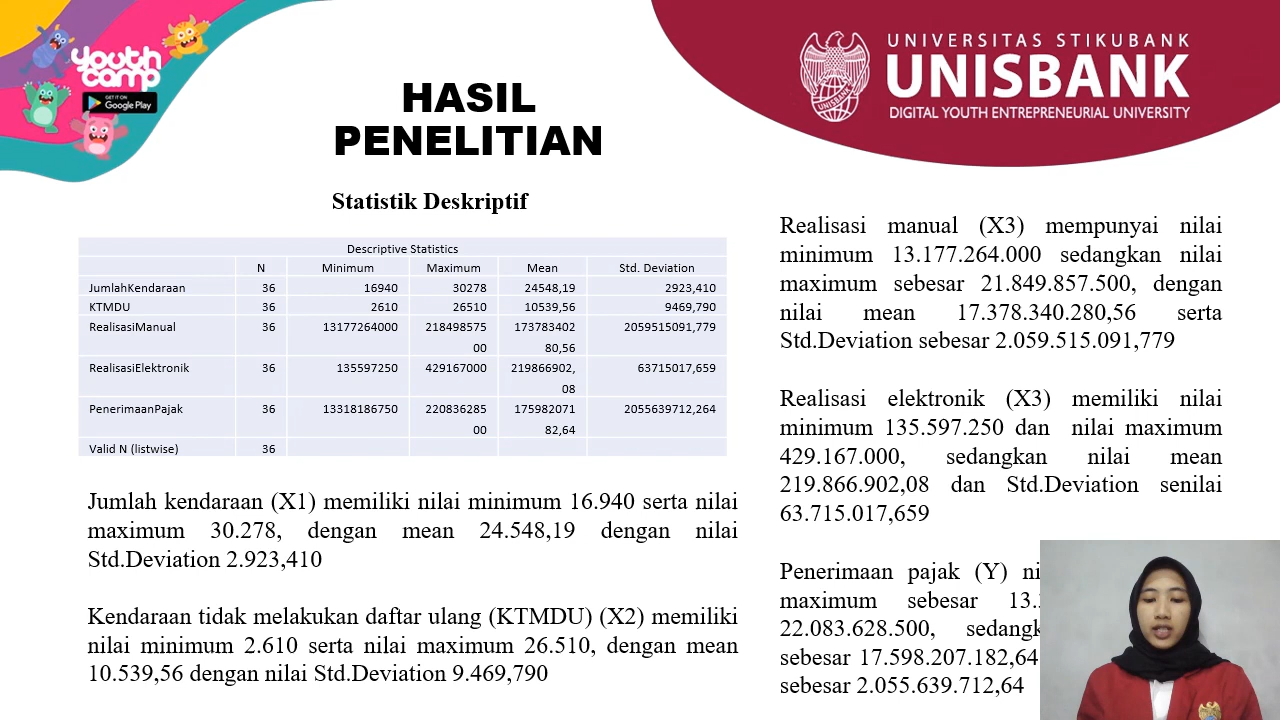 youth
camp
GET IT ON
Google Play
UNIVERSITAS STIKUBANK
UNISBANK
DIGITAL YOUTH ENTREPRENEURIAL UNIVERSITY
UNISBANK
HASIL
PENELITIAN
Statistik Deskriptif
Descriptive Statistics
N Minimum Maximum Mean Std. Deviation
JumlahKendaraan 36 16940 30278 24548,19 2923,410
KTMDU 36 2610 26510 10539,56 9469,790
RealisasiManual 36 13177264000 218498575 173783402 2059515091,779
00 80,56
RealisasiElektronik 36 135597250 429167000 219866902, 63715017,659
08
PenerimaanPajak 36 13318186750 220836285 175982071 2055639712,264
00 82,64
Valid N (listwise) 36
Jumlah kendaraan (X1) memiliki nilai minimum 16.940 serta nilai
maximum 30.278, dengan mean 24.548,19 dengan nilai
Std.Deviation 2.923,410
Kendaraan tidak melakukan daftar ulang (KTMDU) (X2) memiliki
nilai minimum 2.610 serta nilai maximum 26.510, dengan mean
10.539,56 dengan nilai Std.Deviation 9.469,790
Realisasi manual (X3) mempunyai nilai
minimum 13.177.264.000 sedangkan nilai
maximum sebesar 21.849.857.500, dengan
nilai mean 17.378.340.280,56 serta
Std.Deviation sebesar 2.059.515.091,779
Realisasi elektronik (X3) memiliki nilai
minimum 135.597.250 dan nilai maximum
429.167.000, sedangkan nilai mean
219.866.902,08 dan Std.Deviation senilai
63.715.017,659
Penerimaan pajak (Y) ni
maximum sebesar 13.
22.083.628.500, sedangk
sebesar 17.598.207.182,64
sebesar 2.055.639.712,64